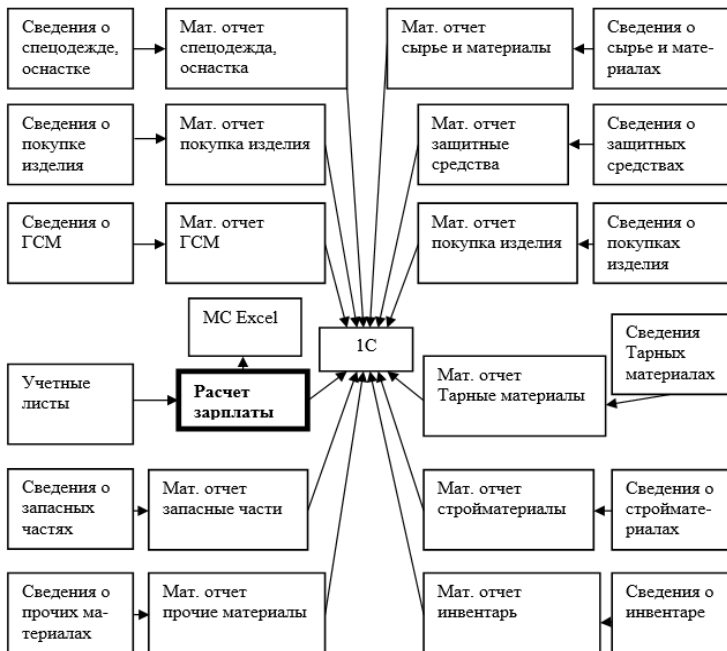 Сведения о
спецодежде,
оснастке
Мат. отчет
спецодежда,
оснастка
Мат. отчет
сырье и материалы
Сведения о
сырье и мате-
риалах
Сведения о
покупке
изделия
Мат. отчет
покупка изделия
Мат. отчет
защитные
средства
Сведения о
защитных
средствах
Сведения о
ГСМ
Мат. отчет
ГСМ
Мат. отчет
покупка изделия
Сведения о
покупках
изделия
МС Excel
1С
Сведения
Тарных
материалах
Учетные
листы
Расчет
зарплаты
Мат. отчет
Тарные материалы
Сведения о
запасных
частях
Мат. отчет
запасные части
Мат. отчет
стройматериалы
Сведения о
строймате-
риалах
Сведения о
прочих ма-
териалах
Мат. отчет
прочие материалы
Мат. отчет
инвентарь
Сведения о
инвентаре